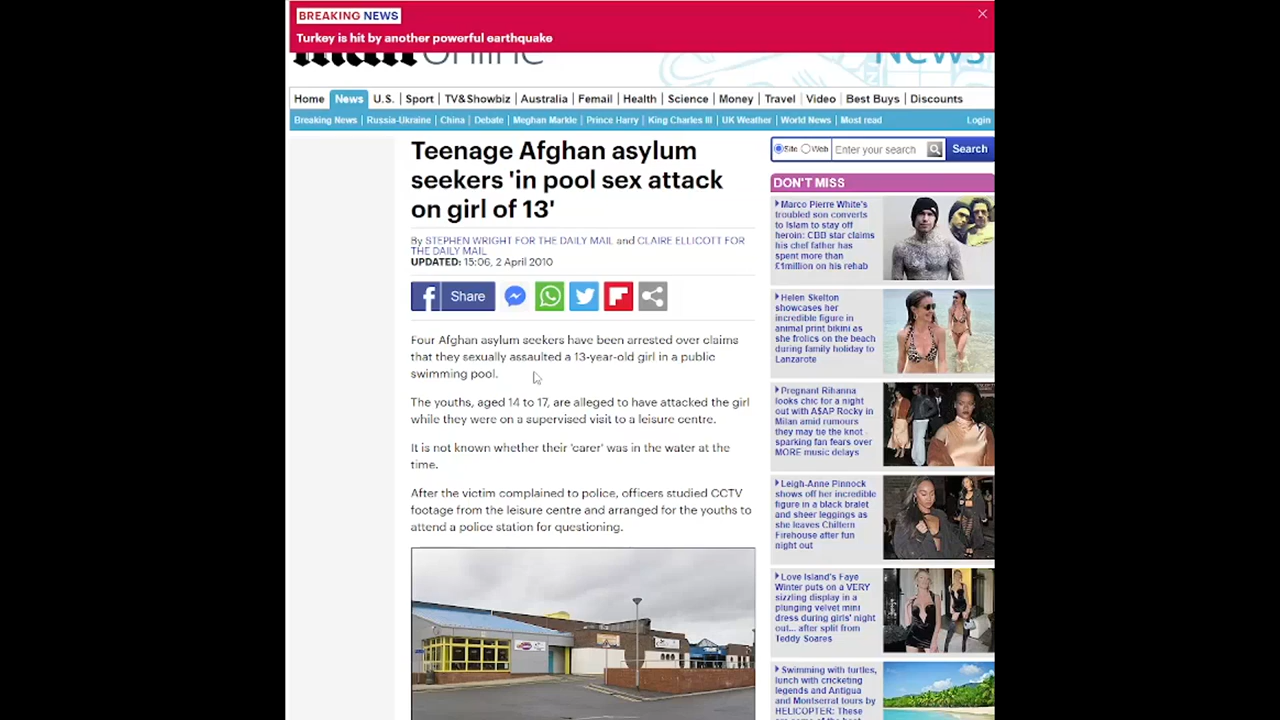 BREAKING NEWS
Turkey is hit by another powerful earthquake
Online
News
Home News U.S. Sport TV&Showbiz Australia Femail Health Science Money Travel Video Best Buys Discounts
Breaking News Russia-Ukraine China Debate Meghan Markle Prince Harry King Charles III UK Weather World News Most read Login
Site Web Enter your search Search
Teenage Afghan asylum
seekers 'in pool sex attack
on girl of 13'
By STEPHEN WRIGHT FOR THE DAILY MAIL and CLAIRE ELLICOTT FOR
THE DAILY MAIL
UPDATED: 15:06, 2 April 2010
Share
Four Afghan asylum seekers have been arrested over claims
that they sexually assaulted a 13-year-old girl in a public
swimming pool.
The youths, aged 14 to 17, are alleged to have attacked the girl
while they were on a supervised visit to a leisure centre.
It is not known whether their 'carer' was in the water at the
time.
After the victim complained to police, officers studied CCTV
footage from the leisure centre and arranged for the youths to
attend a police station for questioning.
DON'T MISS
Marco Pierre White's
troubled son converts
to Islam to stay off
heroin: CBB star claims
his chef father has
spent more than
£1million on his rehab
Helen Skelton
showcases her
incredible figure in
animal print bikini as
she frolics on the beach
during family holiday to
Lanzarote
Pregnant Rihanna
looks chic for a night
out with A$AP Rocky in
Milan amid rumours
they may tie the knot -
sparking fan fears over
MORE music delays
Leigh-Anne Pinnock
shows off her incredible
figure in a black bralet
and sheer leggings as
she leaves Chiltern
Firehouse after fun
night out
Love Island's Faye
Winter puts on a VERY
sizzling display in a
plunging velvet mini
dress during girls' night
out... after split from
Teddy Soares
Swimming with turtles,
lunch with cricketing
legends and Antigua
and Montserrat tours by
HELICOPTER: These